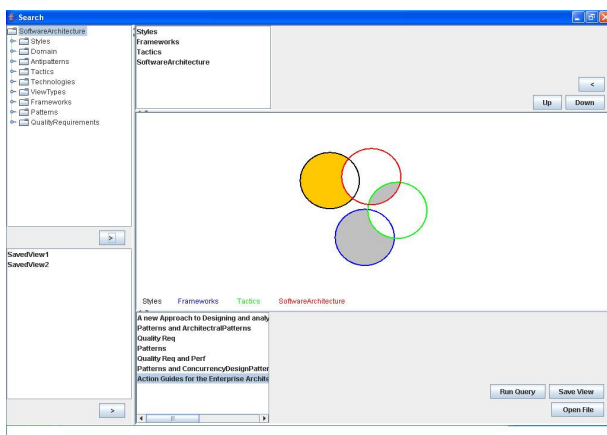 Search
SoftwareArchitecture
Styles
Domain
Antipatterns
Tactics
Technologies
ViewTypes
Frameworks
Patterns
QualityRequirements
>
Styles
Frameworks
Tactics
SoftwareArchitecture
<
Up Down
Styles Frameworks Tactics SoftwareArchitecture
SavedView1
SavedView2
>
A new Approach to Designing and analy
Patterns and ArchitectralPatterns
Quality Req
Patterns
Quality Req and Perf
Patterns and ConcurrencyDesignPatter
Action Guides for the Enterprise Archite
Run Query Save View
Open File